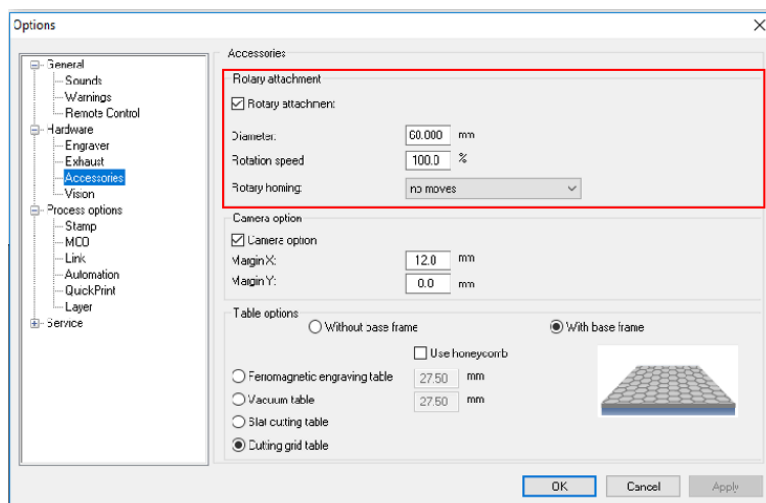 Options
General
Sounds
Warnings
Remote Control
Hardware
Engraver
Exhaust
Accessories
Vision
Process options
Stamp
MCO
Link
Automation
QuickPrint
Layer
Service
Accessories
Rotary attachment
Rotary attachment
Diameter: 60.000 mm
Rotation speed 100.0 %
Rotary homing: no moves
Camera option
Camera option
Margin X: 12.0 mm
Margin Y: 0.0 mm
Table options
Without base frame With base frame
Use honeycomb
Ferromagnetic engraving table 27.50 mm
Vacuum table 27.50 mm
Slat cutting table
Cutting grid table
OK Cancel Apply